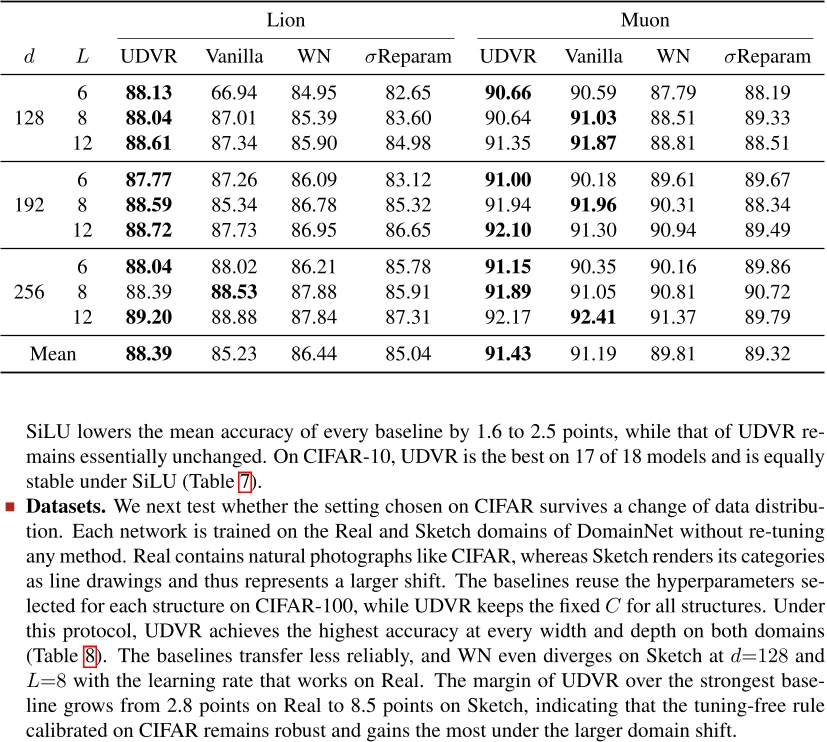 Lion Muon
d L UDVR Vanilla WN σReparam UDVR Vanilla WN σReparam
6 88.13 66.94 84.95 82.65 90.66 90.59 87.79 88.19
128 8 88.04 87.01 85.39 83.60 90.64 91.03 88.51 89.33
12 88.61 87.34 85.90 84.98 91.35 91.87 88.81 88.51
6 87.77 87.26 86.09 83.12 91.00 90.18 89.61 89.67
192 8 88.59 85.34 86.78 85.32 91.94 91.96 90.31 88.34
12 88.72 87.73 86.95 86.65 92.10 91.30 90.94 89.49
6 88.04 88.02 86.21 85.78 91.15 90.35 90.16 89.86
256 8 88.39 88.53 87.88 85.91 91.89 91.05 90.81 90.72
12 89.20 88.88 87.84 87.31 92.17 92.41 91.37 89.79
Mean 88.39 85.23 86.44 85.04 91.43 91.19 89.81 89.32
SiLU lowers the mean accuracy of every baseline by 1.6 to 2.5 points, while that of UDVR re-
mains essentially unchanged. On CIFAR-10, UDVR is the best on 17 of 18 models and is equally
stable under SiLU (Table 7).
■ Datasets. We next test whether the setting chosen on CIFAR survives a change of data distribu-
tion. Each network is trained on the Real and Sketch domains of DomainNet without re-tuning
any method. Real contains natural photographs like CIFAR, whereas Sketch renders its categories
as line drawings and thus represents a larger shift. The baselines reuse the hyperparameters se-
lected for each structure on CIFAR-100, while UDVR keeps the fixed C for all structures. Under
this protocol, UDVR achieves the highest accuracy at every width and depth on both domains
(Table 8). The baselines transfer less reliably, and WN even diverges on Sketch at d=128 and
L=8 with the learning rate that works on Real. The margin of UDVR over the strongest base-
line grows from 2.8 points on Real to 8.5 points on Sketch, indicating that the tuning-free rule
calibrated on CIFAR remains robust and gains the most under the larger domain shift.